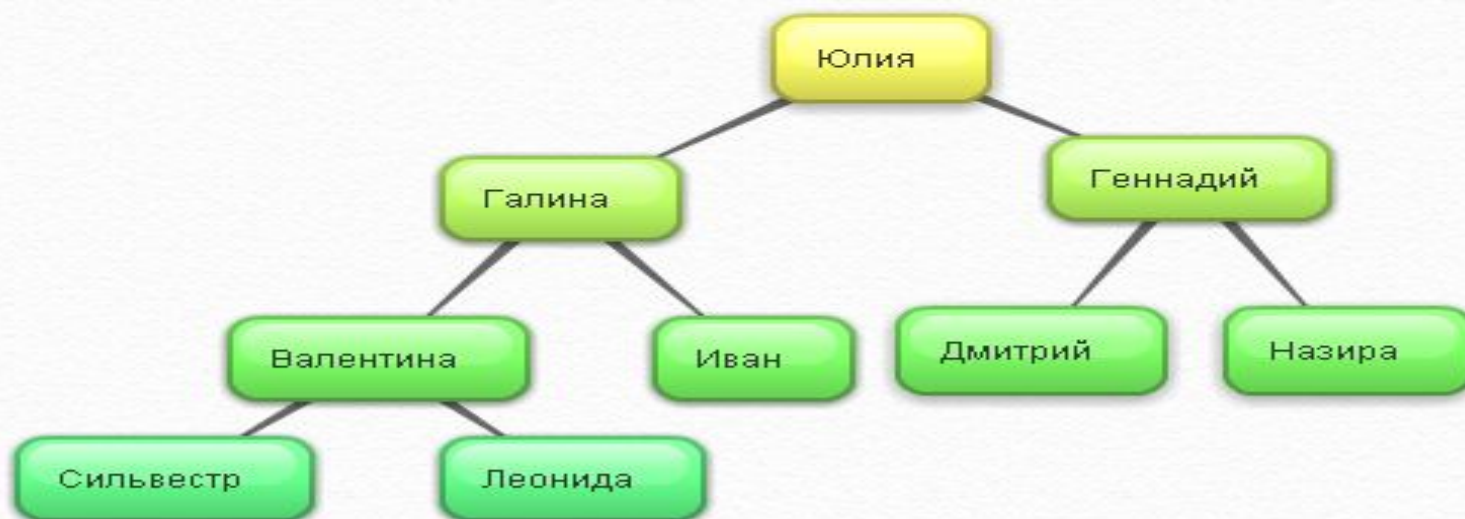 Юлия
Галина
Геннадий
Валентина
Иван
Дмитрий
Назира
Сильвестр
Леонида